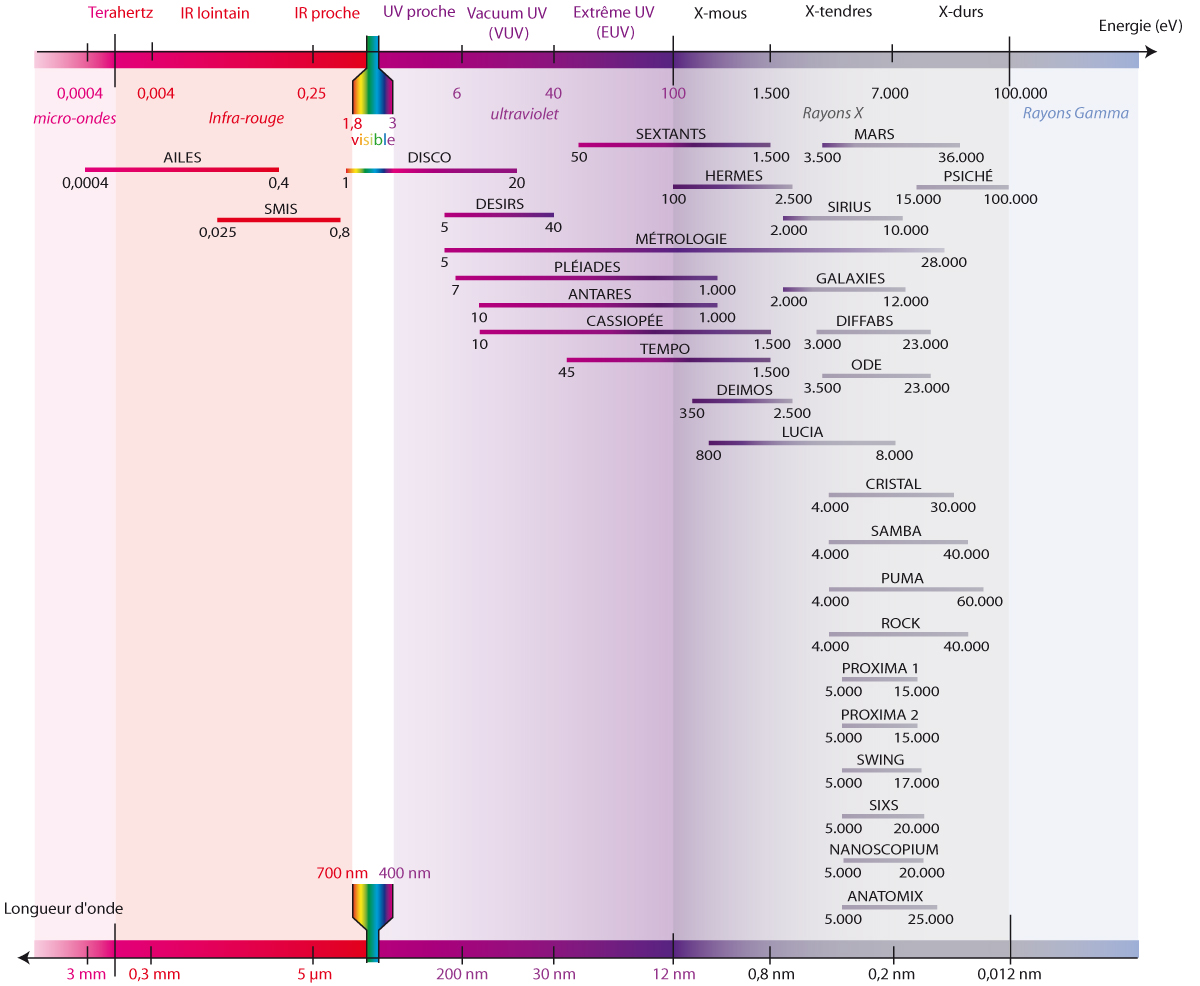 Terahertz IR lointain IR proche UV proche Vacuum UV (VUV) Extrême UV (EUV) X-mous X-tendres X-durs
Energie (eV)
0,0004 0,004 0,25 1,8 3 6 40 100 1.500 7.000 100.000
micro-ondes Infra-rouge visible ultraviolet Rayons X Rayons Gamma
SEXTANTS
50 1.500
MARS
3.500 36.000
AILES
0,0004 0,4
DISCO
1 20
HERMES
100 2.500
PSICHÉ
15.000 100.000
SMIS
0,025 0,8
DESIRS
5 40
SIRIUS
2.000 10.000
MÉTROLOGIE
5 28.000
PLÉIADES
7 1.000
GALAXIES
2.000 12.000
ANTARES
10 1.000
CASSIOPÉE
10 1.500
DIFFABS
3.000 23.000
TEMPO
45 1.500
ODE
3.500 23.000
DEIMOS
350 2.500
LUCIA
800 8.000
CRISTAL
4.000 30.000
SAMBA
4.000 40.000
PUMA
4.000 60.000
ROCK
4.000 40.000
PROXIMA 1
5.000 15.000
PROXIMA 2
5.000 15.000
SWING
5.000 17.000
SIXS
5.000 20.000
NANOSCOPIUM
5.000 20.000
ANATOMIX
5.000 25.000
700 nm 400 nm
Longueur d'onde
3 mm 0,3 mm 5 µm 200 nm 30 nm 12 nm 0,8 nm 0,2 nm 0,012 nm